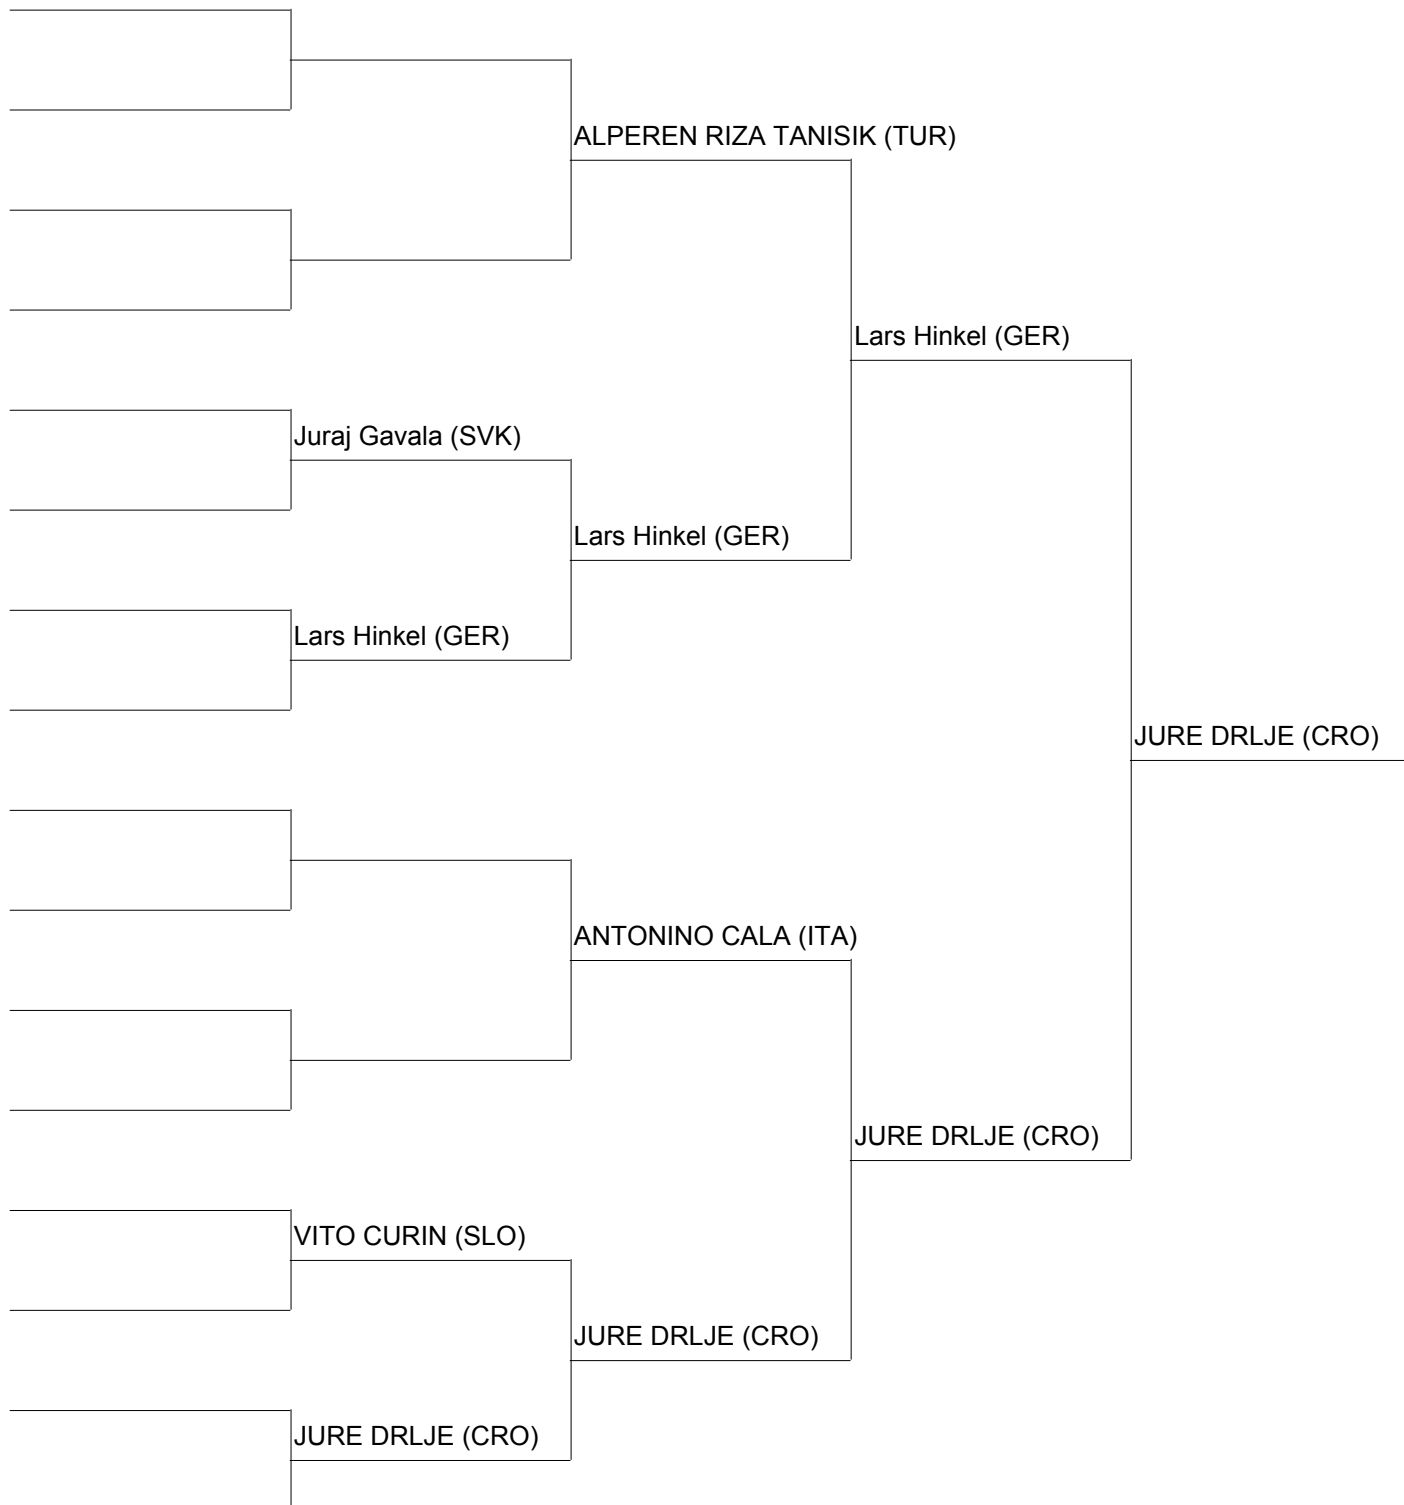 ALPEREN RIZA TANISIK (TUR)
Lars Hinkel (GER)
Juraj Gavala (SVK)
Lars Hinkel (GER)
Lars Hinkel (GER)
JURE DRLJE (CRO)
ANTONINO CALA (ITA)
JURE DRLJE (CRO)
VITO CURIN (SLO)
JURE DRLJE (CRO)
JURE DRLJE (CRO)